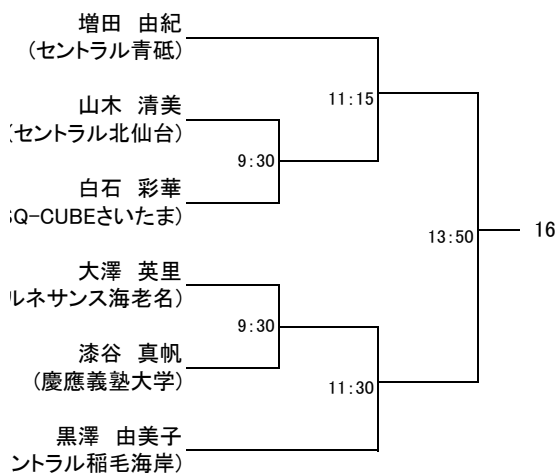 増田　由紀
(セントラル青砥)
11:15
山木　清美
(セントラル北仙台)
9:30
白石　彩華
SQ-CUBEさいたま)
13:50
16
大澤　英里
ルネサンス海老名)
9:30
漆谷　真帆
(慶應義塾大学)
11:30
黒澤　由美子
ントラル稲毛海岸)